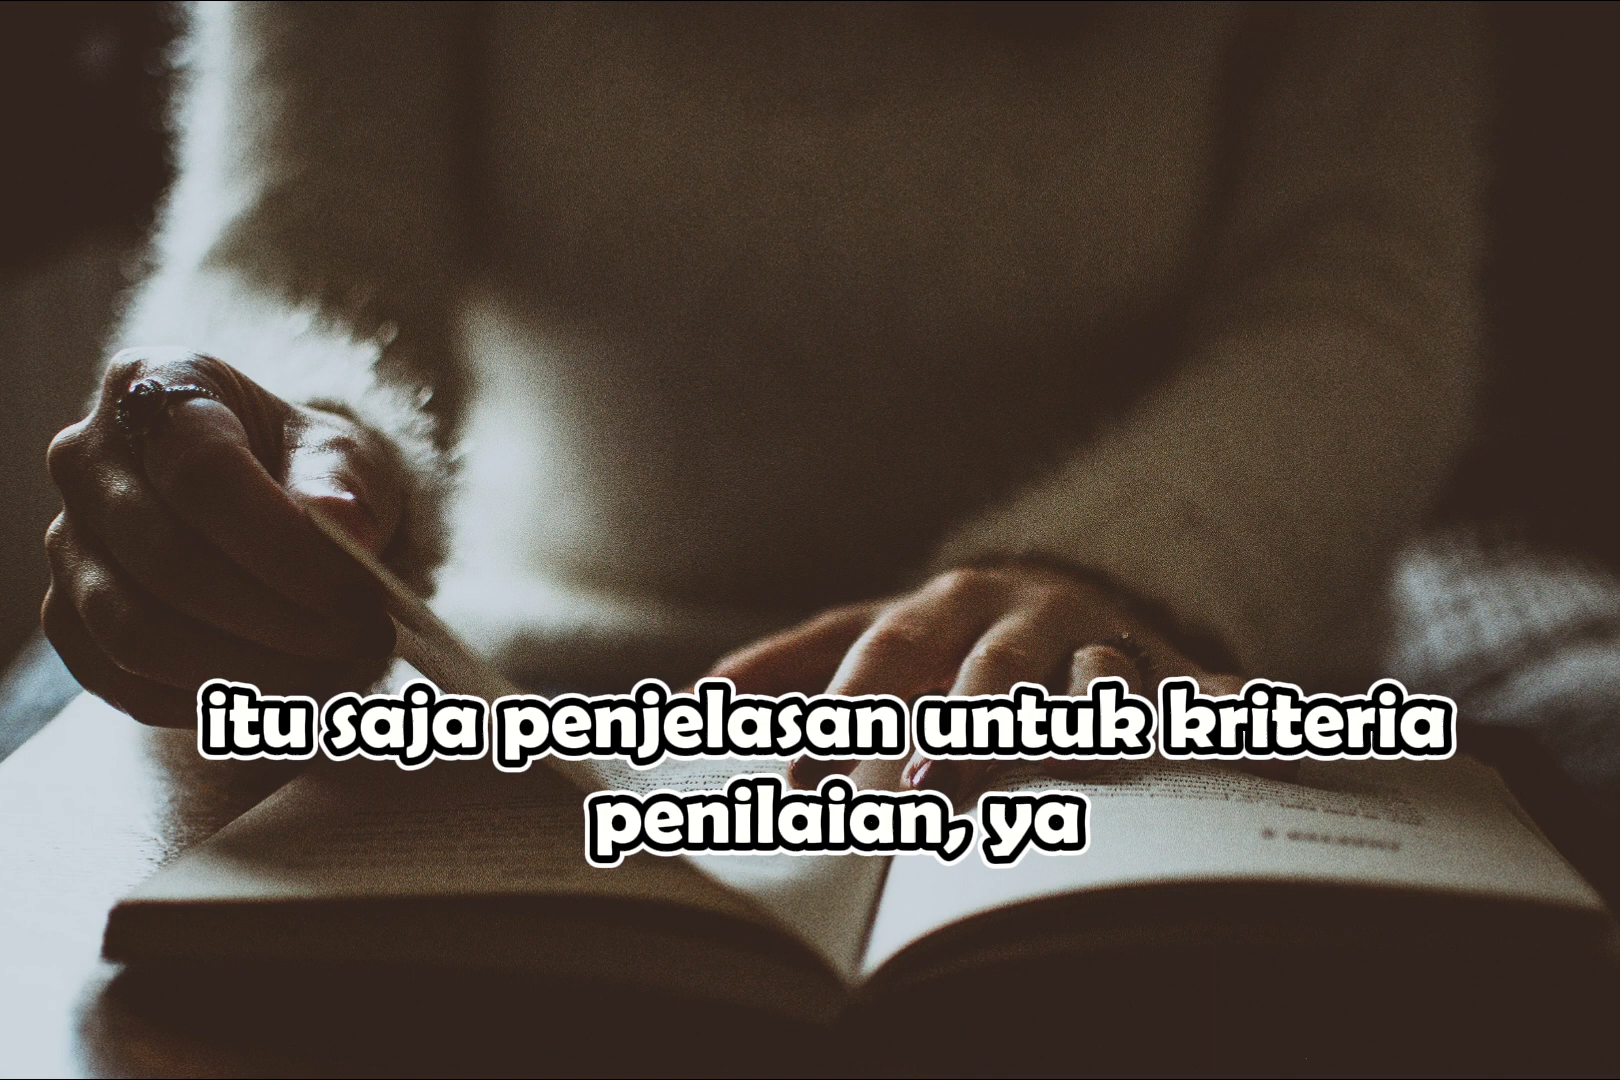 itu saja penjelasan untuk kriteria
penilaian, ya